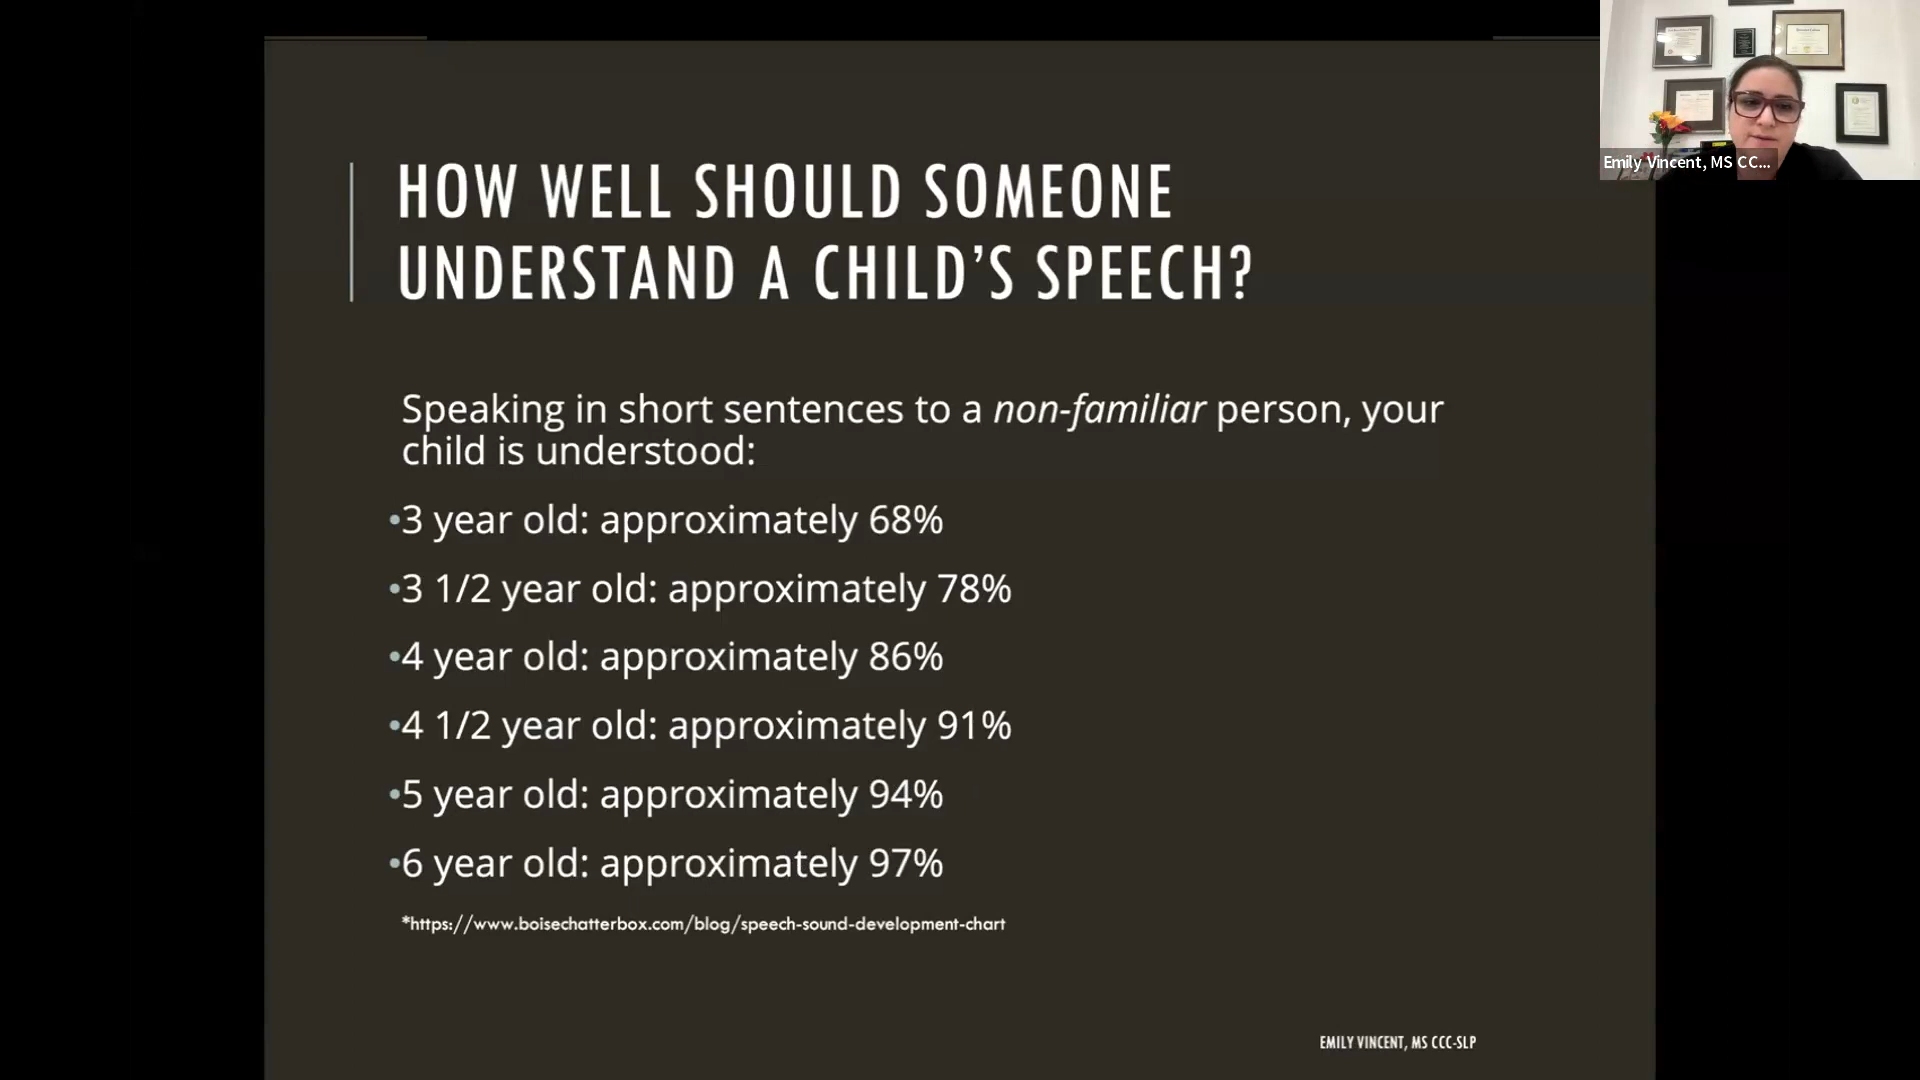 HOW WELL SHOULD SOMEONE
UNDERSTAND A CHILD'S SPEECH?
Speaking in short sentences to a non-familiar person, your
child is understood:
•3 year old: approximately 68%
•3 1/2 year old: approximately 78%
•4 year old: approximately 86%
•4 1/2 year old: approximately 91%
•5 year old: approximately 94%
•6 year old: approximately 97%
*https://www.boisechatterbox.com/blog/speech-sound-development-chart
EMILY VINCENT, MS CCC-SLP
Emily Vincent, MS CC...